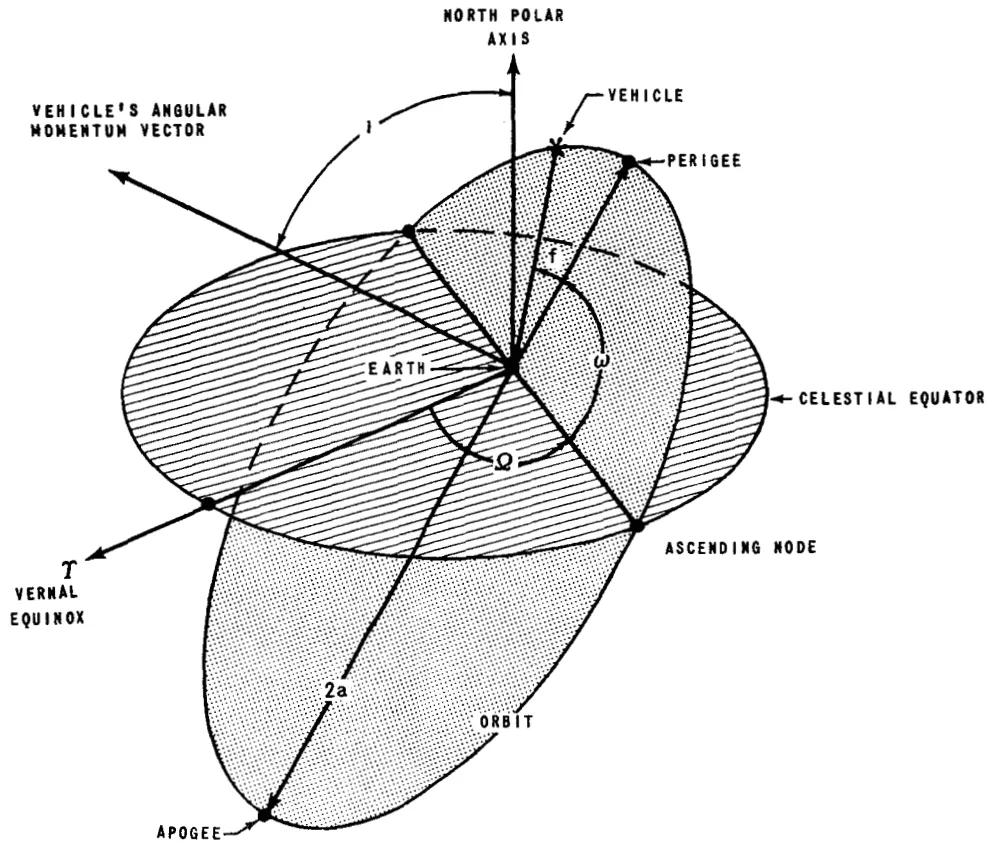 NORTH POLAR
AXIS
VEHICLE
VEHICLE'S ANGULAR
MOMENTUM VECTOR
i
PERIGEE
f
EARTH
ω
CELESTIAL EQUATOR
Ω
ASCENDING NODE
♈
VERNAL
EQUINOX
2a
ORBIT
APOGEE